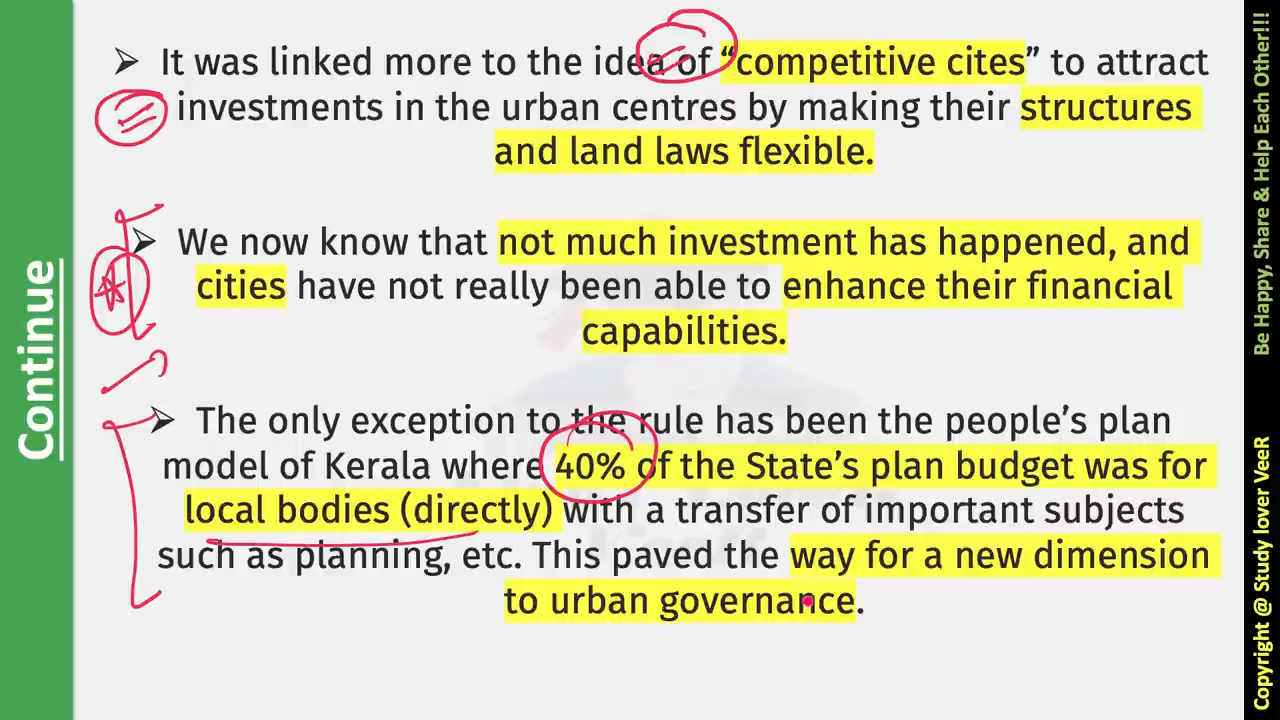 Continue
➢ It was linked more to the idea of “competitive cites” to attract
investments in the urban centres by making their structures
and land laws flexible.
➢ We now know that not much investment has happened, and
cities have not really been able to enhance their financial
capabilities.
➢ The only exception to the rule has been the people’s plan
model of Kerala where 40% of the State’s plan budget was for
local bodies (directly) with a transfer of important subjects
such as planning, etc. This paved the way for a new dimension
to urban governance.
Copyright @ Study lover VeeR
Be Happy, Share & Help Each Other!!!